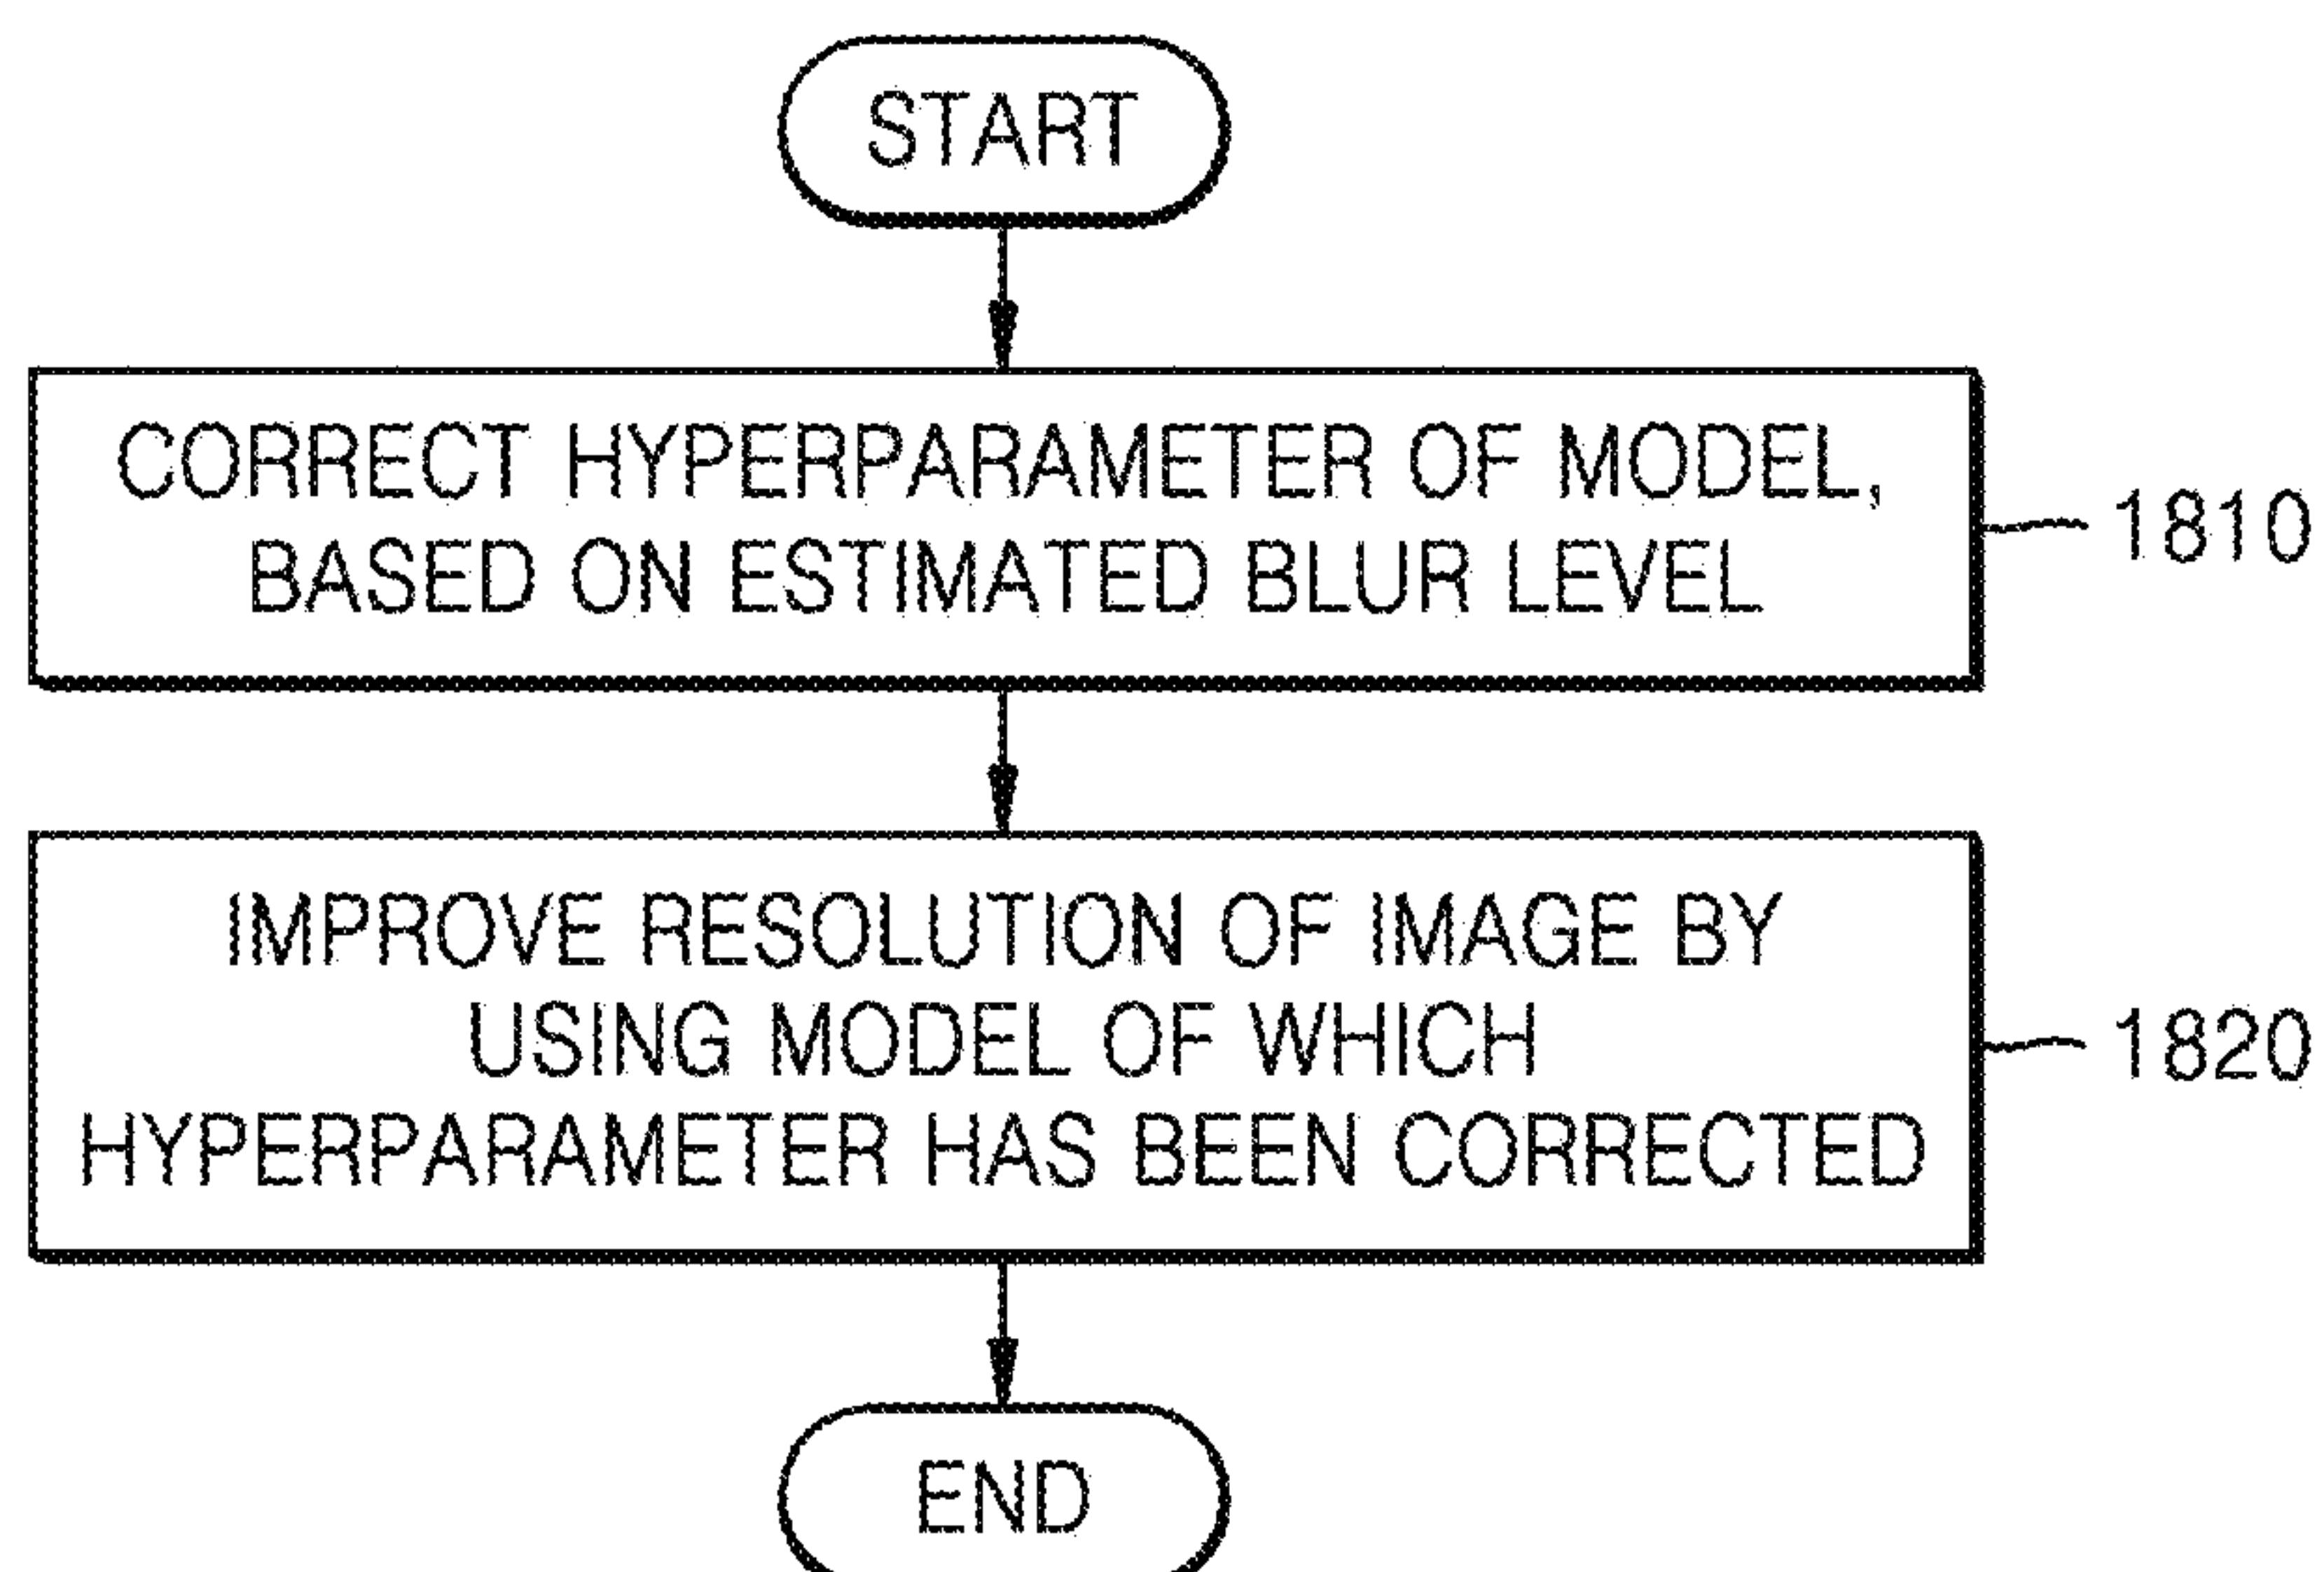 START
CORRECT HYPERPARAMETER OF MODEL,
BASED ON ESTIMATED BLUR LEVEL
1810
IMPROVE RESOLUTION OF IMAGE BY
USING MODEL OF WHICH
HYPERPARAMETER HAS BEEN CORRECTED
1820
END